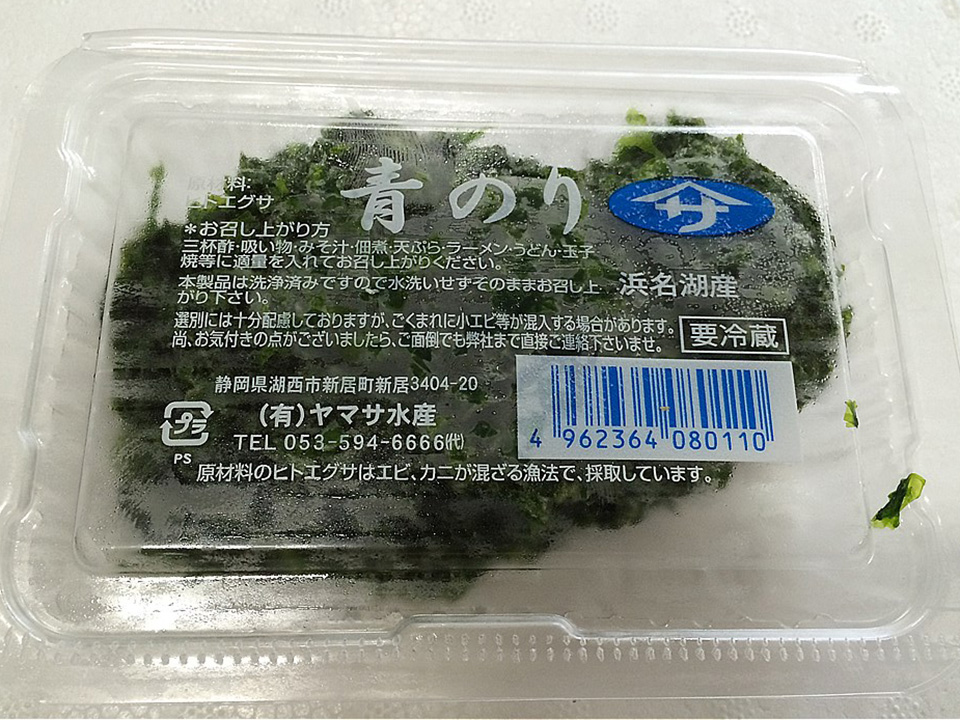 青のり
サ
原材料:
ヒトエグサ
*お召し上がり方
三杯酢・吸い物・みそ汁・佃煮・天ぷら・ラーメン・うどん・玉子
焼等に適量を入れてお召し上がりください。
本製品は洗浄済みですので水洗いせずそのままお召し上
がり下さい。
浜名湖産
選別には十分配慮しておりますが、ごくまれに小エビ等が混入する場合があります。
尚、お気付きの点がございましたら、ご面倒でも弊社まで直接ご連絡下さいませ。
要冷蔵
静岡県湖西市新居町新居3404-20
(有)ヤマサ水産
TEL 053-594-6666㈹
プラ
PS
4 962364 080110
原材料のヒトエグサはエビ、カニが混ざる漁法で、採取しています。